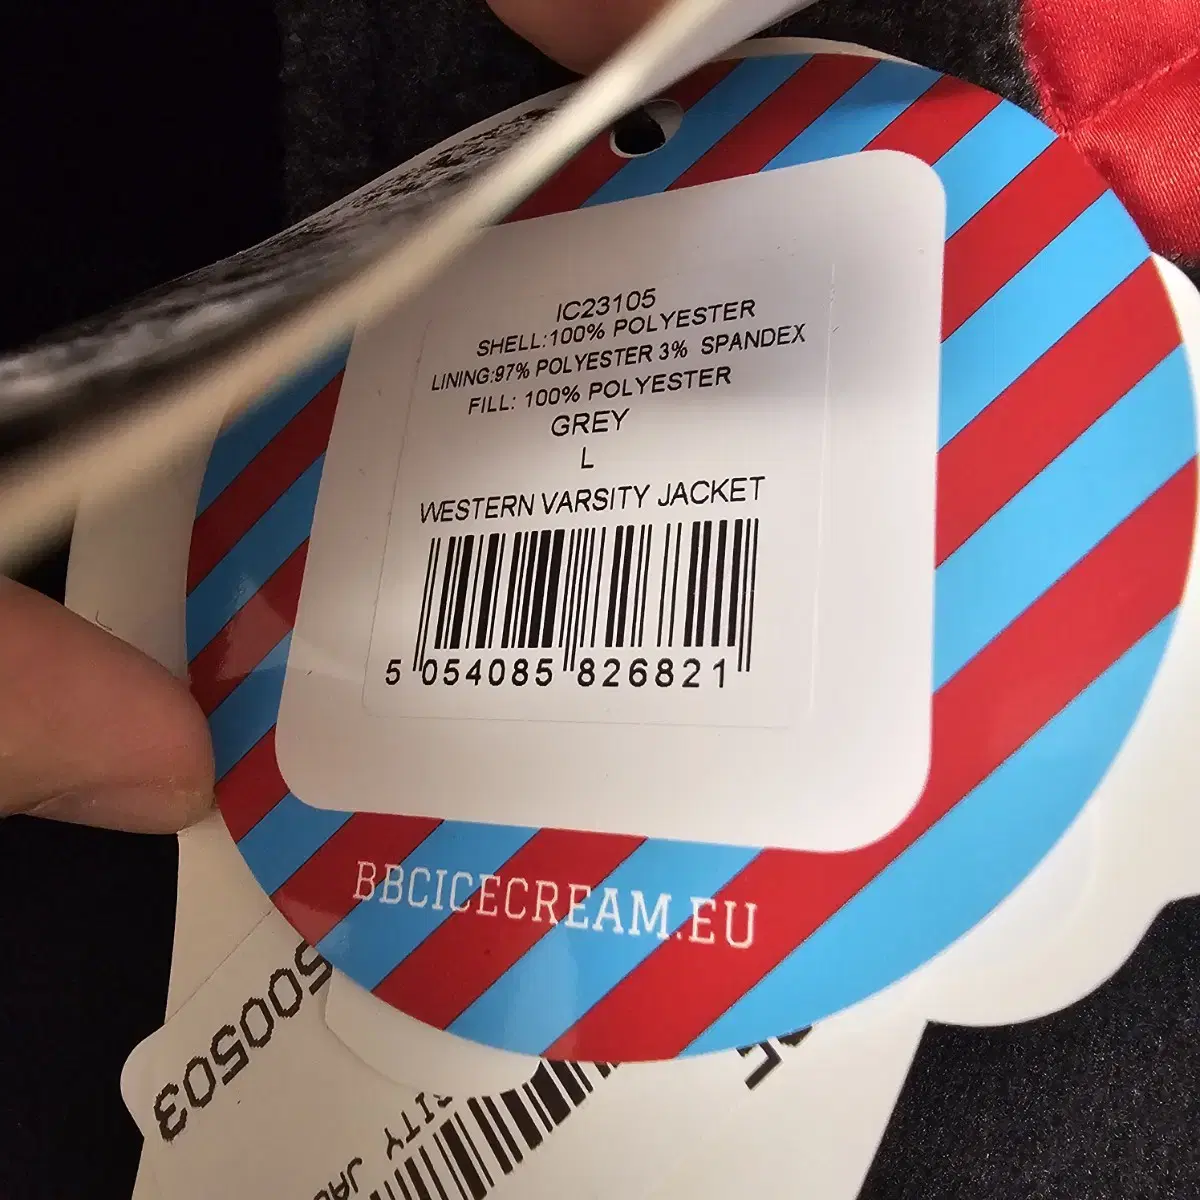 IC23105
SHELL:100% POLYESTER
LINING:97% POLYESTER 3% SPANDEX
FILL: 100% POLYESTER
GREY
L
WESTERN VARSITY JACKET
5 054085 826821
BBCICECREAM.EU
500503